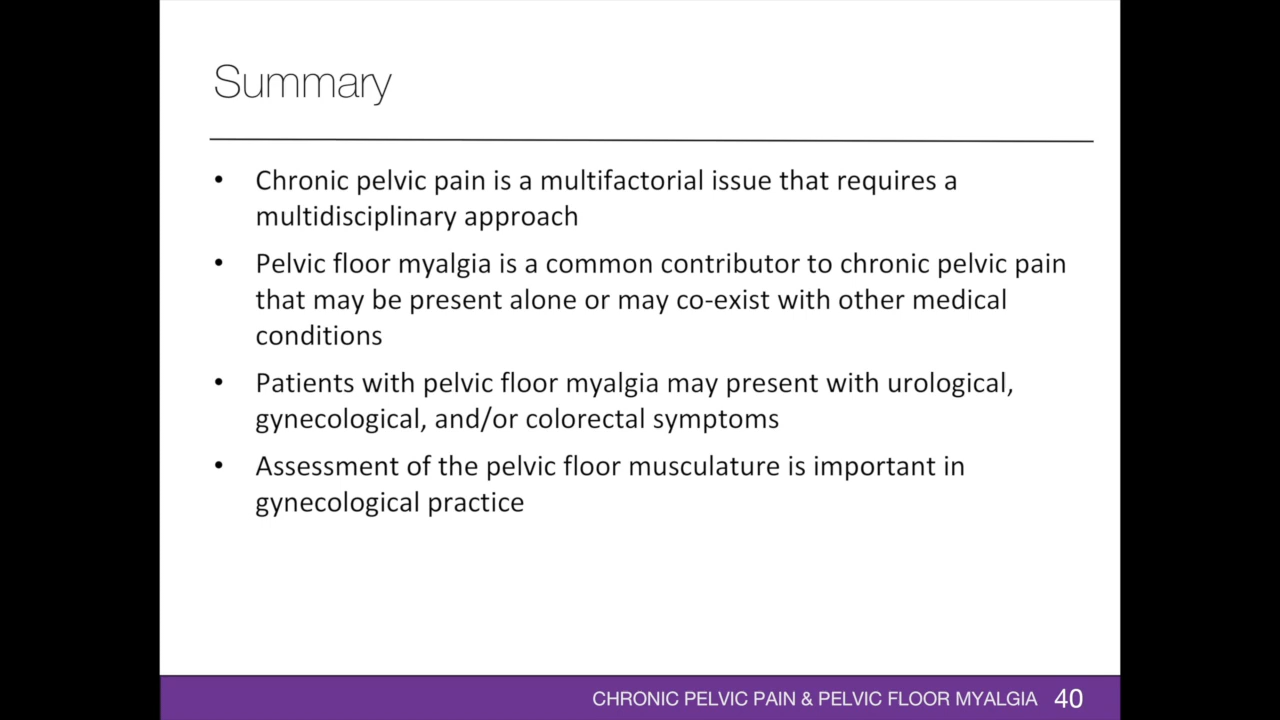 Summary
• Chronic pelvic pain is a multifactorial issue that requires a
multidisciplinary approach
• Pelvic floor myalgia is a common contributor to chronic pelvic pain
that may be present alone or may co-exist with other medical
conditions
• Patients with pelvic floor myalgia may present with urological,
gynecological, and/or colorectal symptoms
• Assessment of the pelvic floor musculature is important in
gynecological practice
CHRONIC PELVIC PAIN & PELVIC FLOOR MYALGIA 40